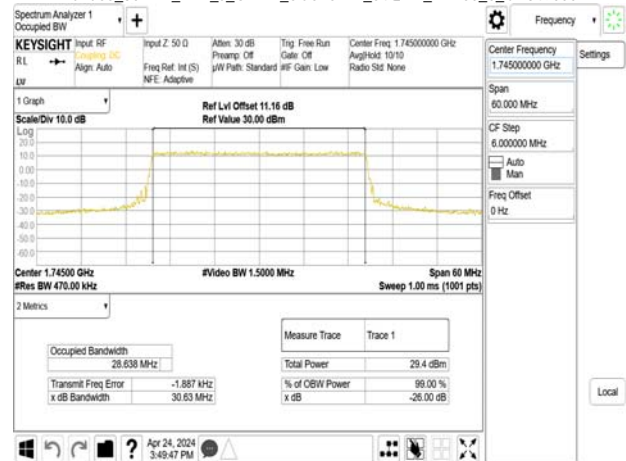 Spectrum Analyzer 1
Occupied BW
Frequency
KEYSIGHT
Input: RF
Coupling: DC
Align: Auto
Input Z: 50 Ω
Freq Ref: Int (S)
NFE: Adaptive
Atten: 30 dB
Preamp: Off
µW Path: Standard
Trig: Free Run
Gate: Off
#IF Gain: Low
Center Freq: 1.745000000 GHz
Avg|Hold: 10/10
Radio Std: None
RL
LV
Center Frequency
1.745000000 GHz
Settings
Span
60.000 MHz
CF Step
6.000000 MHz
Auto
Man
Freq Offset
0 Hz
Local
1 Graph
Scale/Div 10.0 dB
Ref Lvl Offset 11.16 dB
Ref Value 30.00 dBm
Log
20.0
10.0
0.00
-10.0
-20.0
-30.0
-40.0
-50.0
-60.0
Center 1.74500 GHz
#Res BW 470.00 kHz
#Video BW 1.5000 MHz
Span 60 MHz
Sweep 1.00 ms (1001 pts)
2 Metrics
Measure Trace Trace 1
Occupied Bandwidth
28.638 MHz
Total Power 29.4 dBm
Transmit Freq Error -1.887 kHz
% of OBW Power 99.00 %
x dB Bandwidth 30.63 MHz
x dB -26.00 dB
Apr 24, 2024
3:49:47 PM